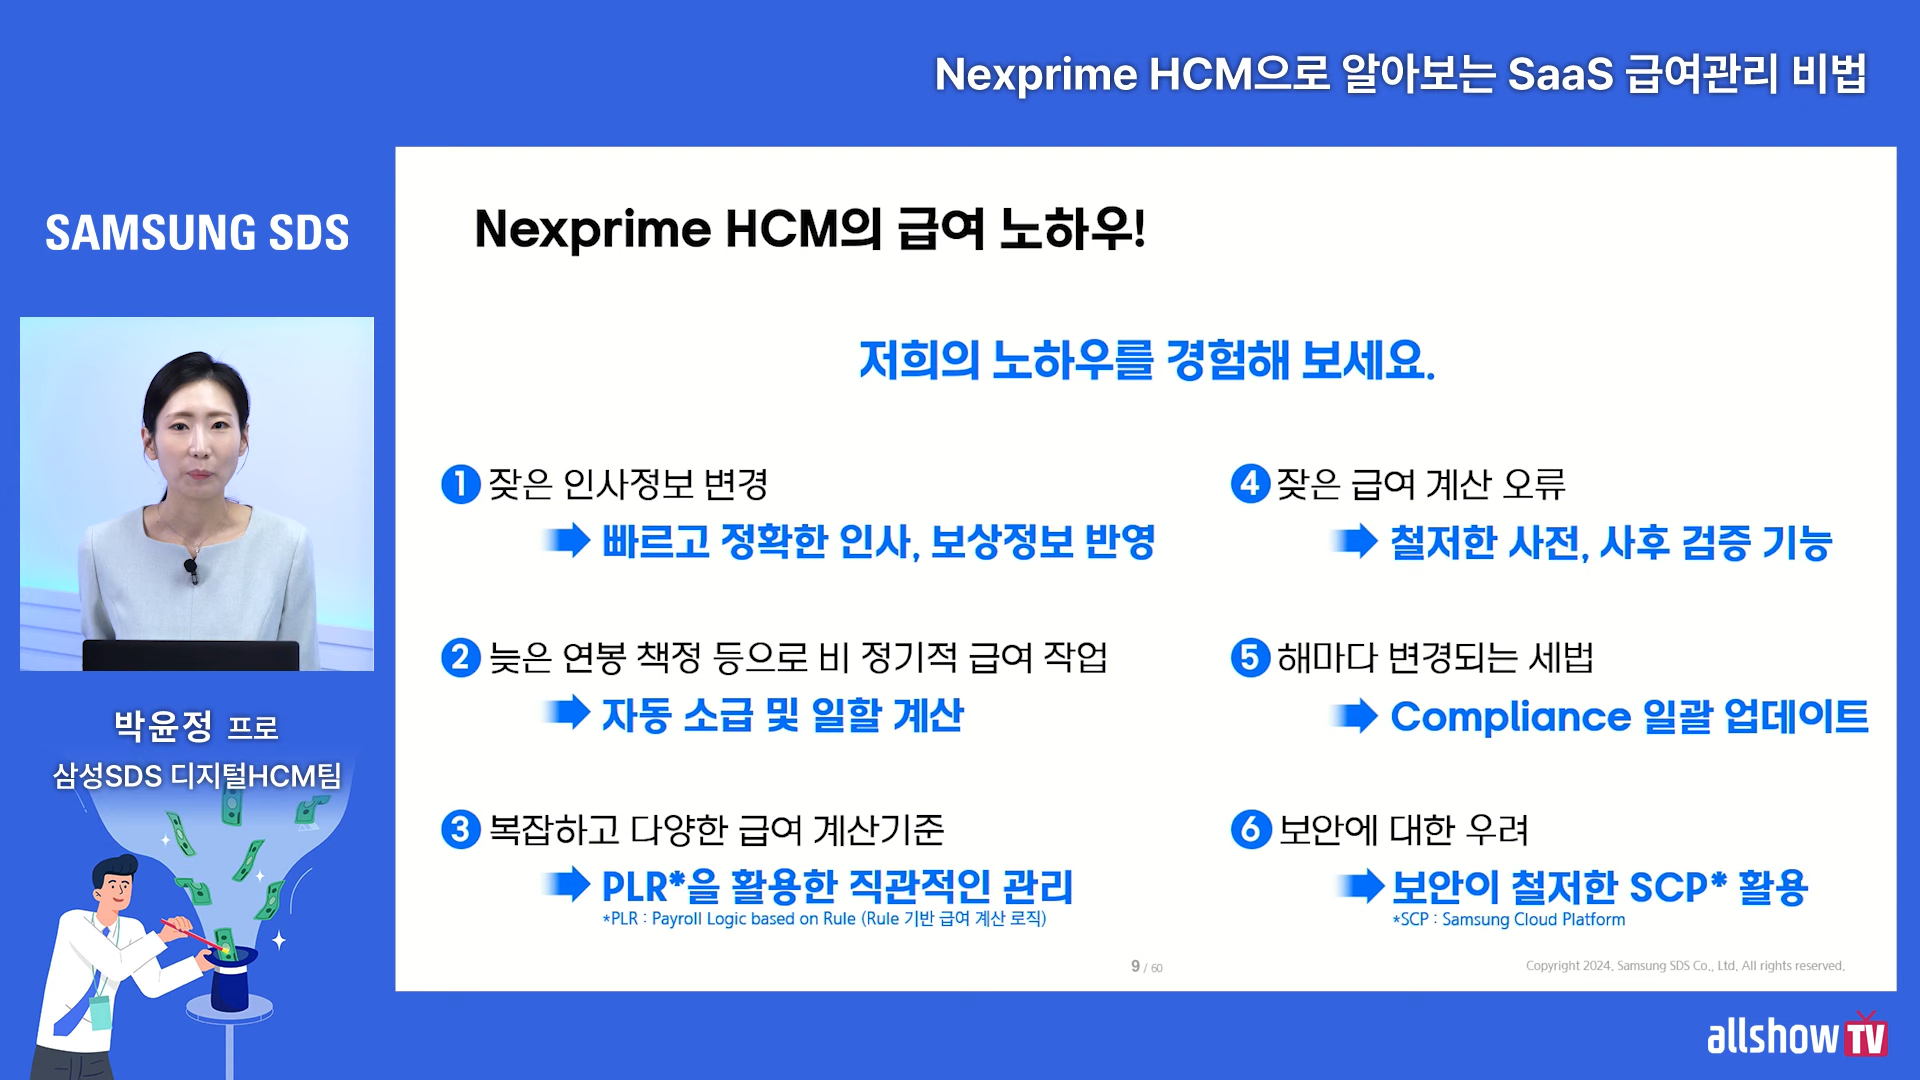 Nexprime HCM으로 알아보는 SaaS 급여관리 비법
SAMSUNG SDS
박윤정 프로
삼성SDS 디지털HCM팀
Nexprime HCM의 급여 노하우!
저희의 노하우를 경험해 보세요.
1 잦은 인사정보 변경
빠르고 정확한 인사, 보상정보 반영
2 늦은 연봉 책정 등으로 비 정기적 급여 작업
자동 소급 및 일할 계산
3 복잡하고 다양한 급여 계산기준
PLR*을 활용한 직관적인 관리
*PLR : Payroll Logic based on Rule (Rule 기반 급여 계산 로직)
4 잦은 급여 계산 오류
철저한 사전, 사후 검증 기능
5 해마다 변경되는 세법
Compliance 일괄 업데이트
6 보안에 대한 우려
보안이 철저한 SCP* 활용
*SCP : Samsung Cloud Platform
9 / 60
Copyright 2024. Samsung SDS Co., Ltd. All rights reserved.
allshow TV